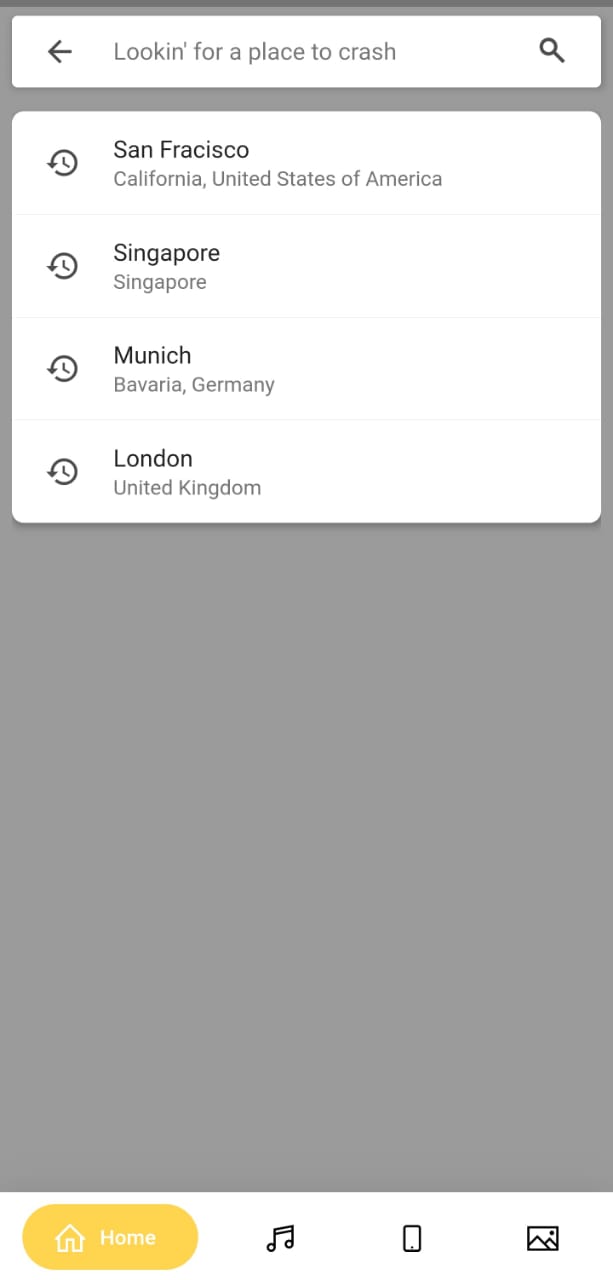 Lookin' for a place to crash
San Fracisco
California, United States of America
Singapore
Singapore
Munich
Bavaria, Germany
London
United Kingdom
Home